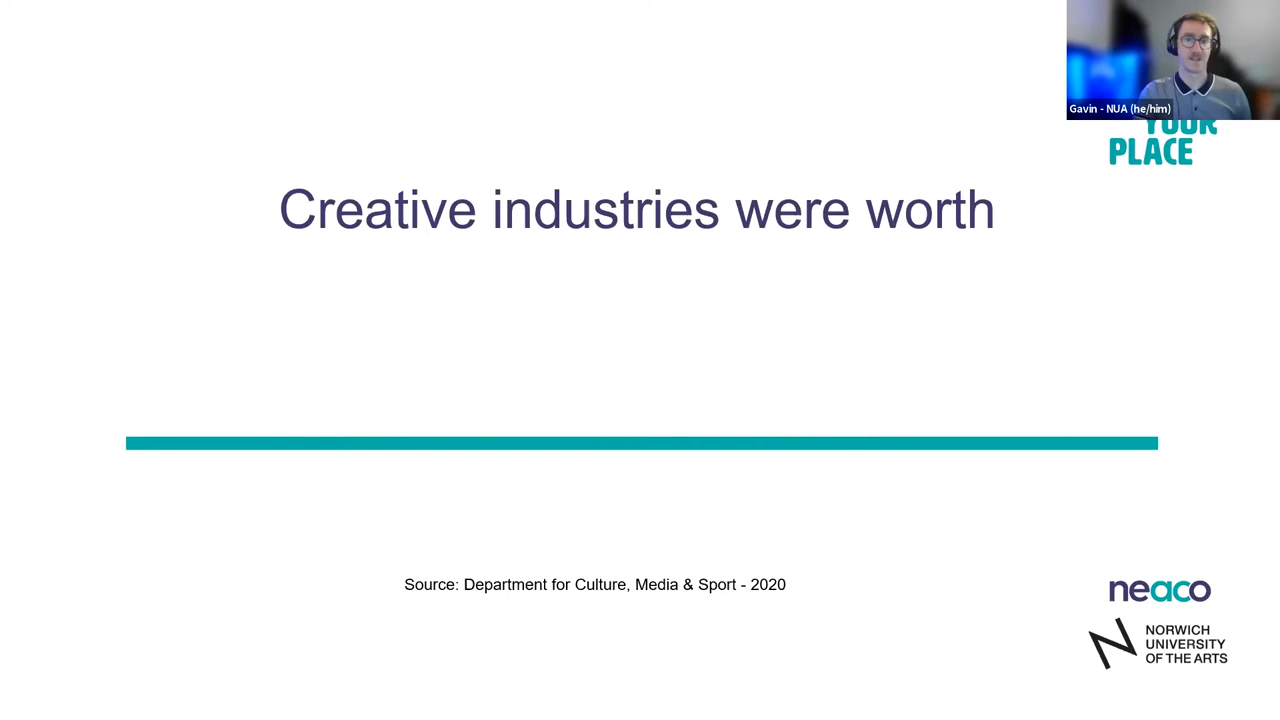 Gavin - NUA (he/him)
YOUR
PLACE
Creative industries were worth
Source: Department for Culture, Media & Sport - 2020
neaco
NORWICH
UNIVERSITY
OF THE ARTS